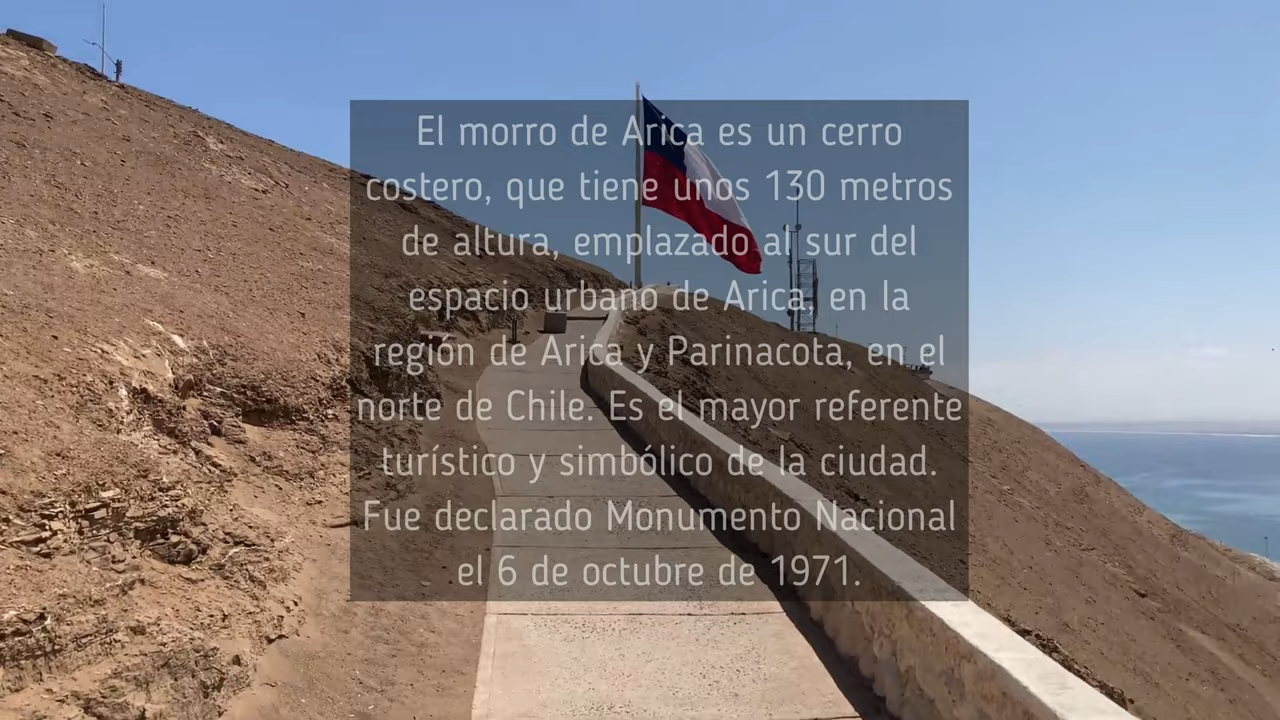 El morro de Arica es un cerro
costero, que tiene unos 130 metros
de altura, emplazado al sur del
espacio urbano de Arica, en la
región de Arica y Parinacota, en el
norte de Chile. Es el mayor referente
turístico y simbólico de la ciudad.
Fue declarado Monumento Nacional
el 6 de octubre de 1971.